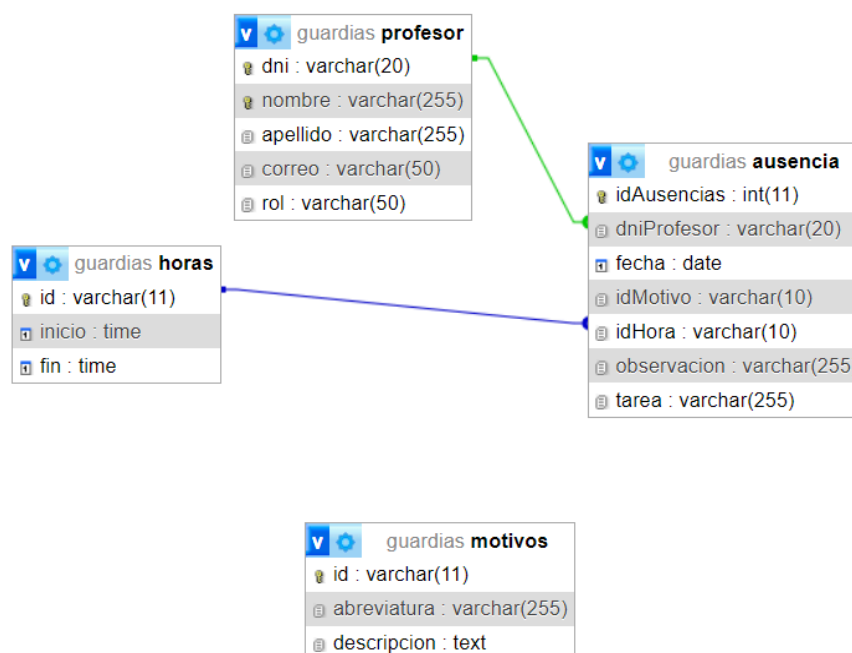 v guardias profesor
dni : varchar(20)
nombre : varchar(255)
apellido : varchar(255)
correo : varchar(50)
rol : varchar(50)
v guardias ausencia
idAusencias : int(11)
dniProfesor : varchar(20)
fecha : date
idMotivo : varchar(10)
idHora : varchar(10)
observacion : varchar(255
tarea : varchar(255)
v guardias horas
id : varchar(11)
inicio : time
fin : time
v guardias motivos
id : varchar(11)
abreviatura : varchar(255)
descripcion : text